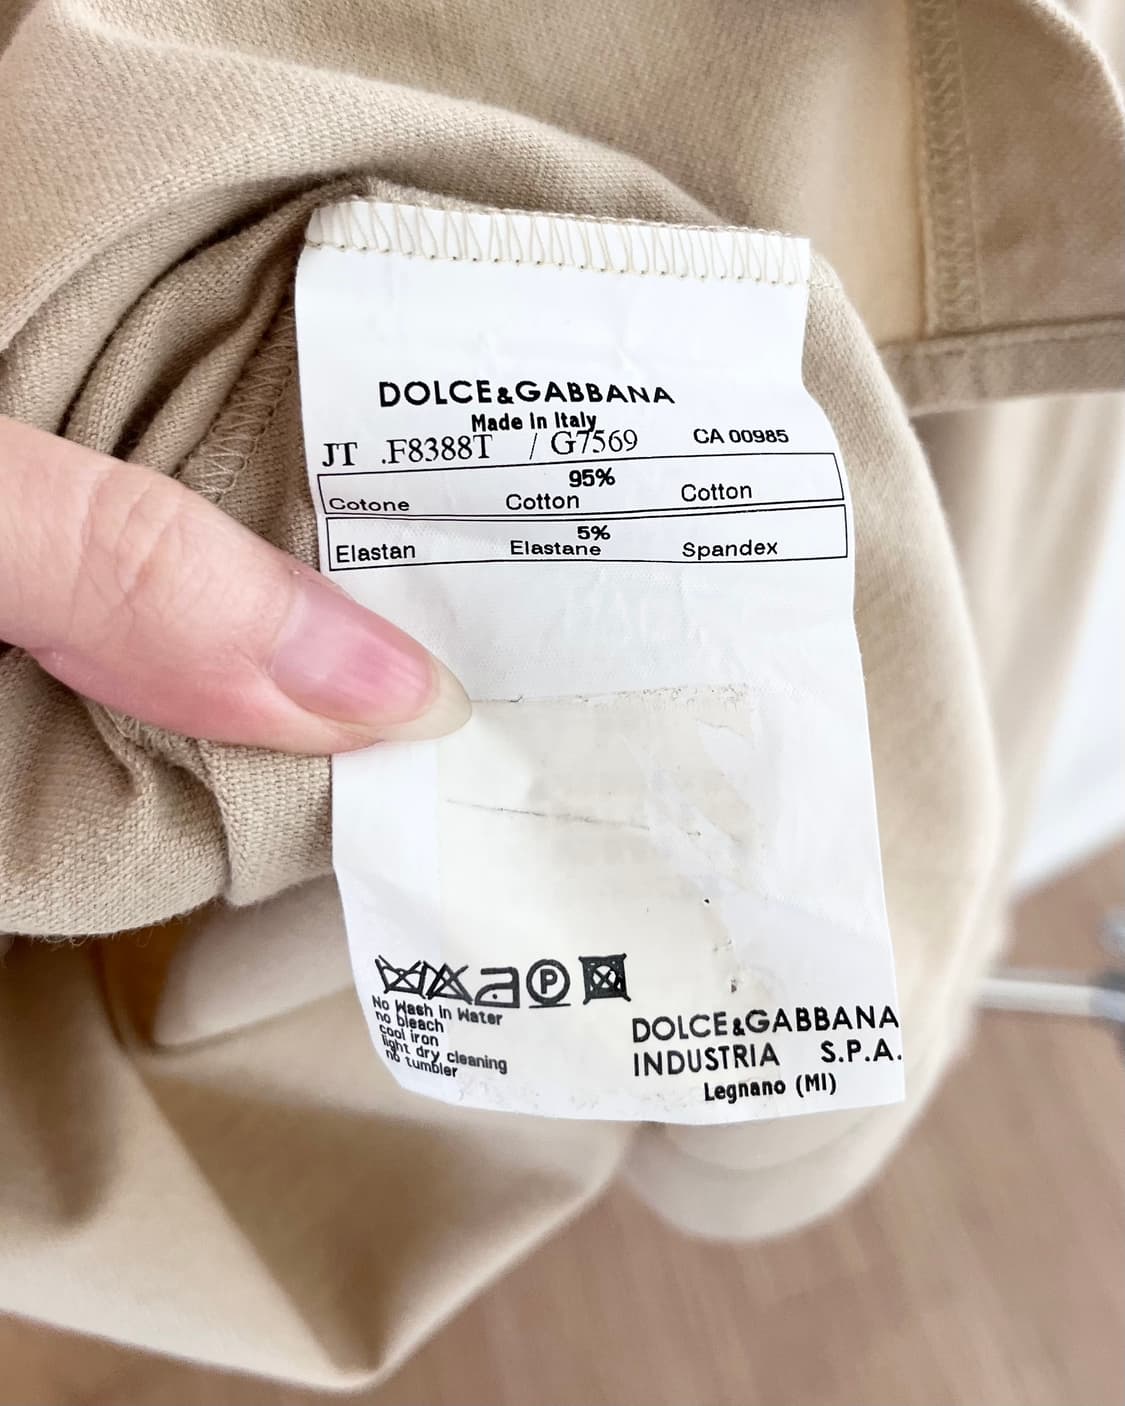 DOLCE&GABBANA
Made in Italy
JT .F8388T / G7569 CA 00985
95%
Cotone Cotton Cotton
5%
Elastan Elastane Spandex
P
No Wash in Water
no bleach
cool iron
light dry cleaning
no tumbler
DOLCE&GABBANA
INDUSTRIA S.P.A.
Legnano (MI)